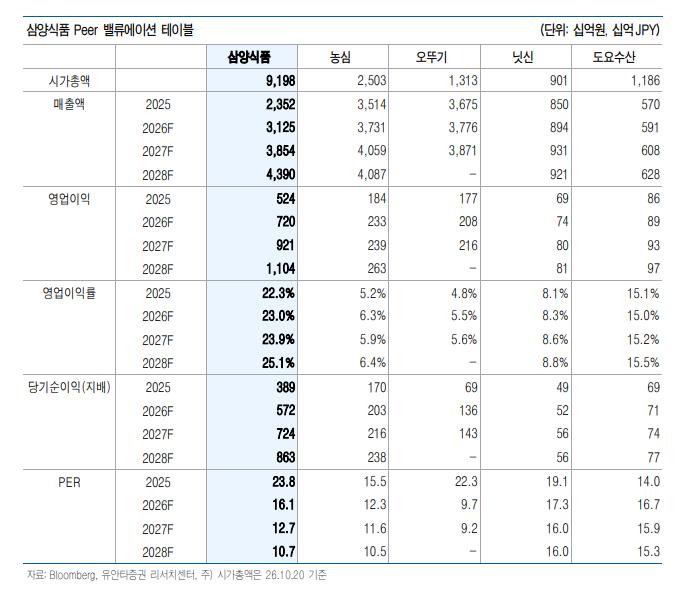 삼양식품 Peer 밸류에이션 테이블 (단위: 십억원, 십억JPY)
삼양식품 농심 오뚜기 닛신 도요수산
시가총액 9,198 2,503 1,313 901 1,186
매출액 2025 2,352 3,514 3,675 850 570
2026F 3,125 3,731 3,776 894 591
2027F 3,854 4,059 3,871 931 608
2028F 4,390 4,087 – 921 628
영업이익 2025 524 184 177 69 86
2026F 720 233 208 74 89
2027F 921 239 216 80 93
2028F 1,104 263 – 81 97
영업이익률 2025 22.3% 5.2% 4.8% 8.1% 15.1%
2026F 23.0% 6.3% 5.5% 8.3% 15.0%
2027F 23.9% 5.9% 5.6% 8.6% 15.2%
2028F 25.1% 6.4% – 8.8% 15.5%
당기순이익(지배) 2025 389 170 69 49 69
2026F 572 203 136 52 71
2027F 724 216 143 56 74
2028F 863 238 – 56 77
PER 2025 23.8 15.5 22.3 19.1 14.0
2026F 16.1 12.3 9.7 17.3 16.7
2027F 12.7 11.6 9.2 16.0 15.9
2028F 10.7 10.5 – 16.0 15.3
자료: Bloomberg, 유안타증권 리서치센터, 주) 시가총액은 26.10.20 기준